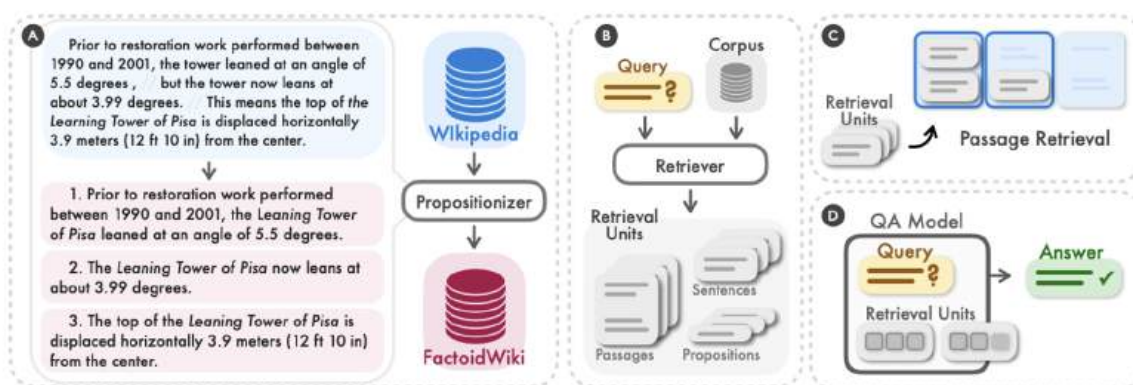 A
Prior to restoration work performed between
1990 and 2001, the tower leaned at an angle of
5.5 degrees , // but the tower now leans at
about 3.99 degrees. // This means the top of the
Learning Tower of Pisa is displaced horizontally
3.9 meters (12 ft 10 in) from the center.
1. Prior to restoration work performed
between 1990 and 2001, the Leaning Tower
of Pisa leaned at an angle of 5.5 degrees.
2. The Leaning Tower of Pisa now leans at
about 3.99 degrees.
3. The top of the Leaning Tower of Pisa is
displaced horizontally 3.9 meters (12 ft 10 in)
from the center.
WIkipedia
Propositionizer
FactoidWiki
B
Query
?
Corpus
Retriever
Retrieval
Units
Sentences
Passages
Propositions
C
Retrieval
Units
Passage Retrieval
D
QA Model
Query
?
Retrieval Units
Answer